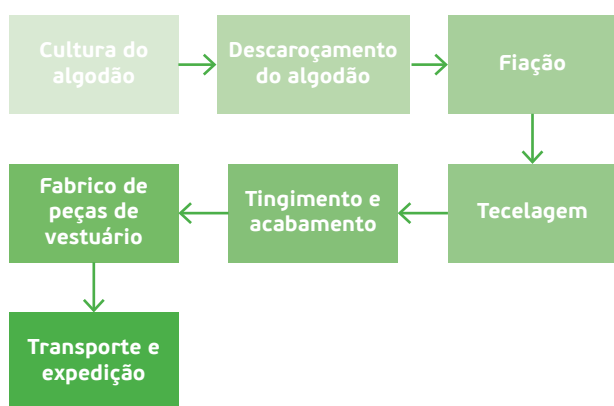 Cultura do
algodão
Descaroçamento
do algodão
Fiação
Tecelagem
Tingimento e
acabamento
Fabrico de
peças de
vestuário
Transporte e
expedição